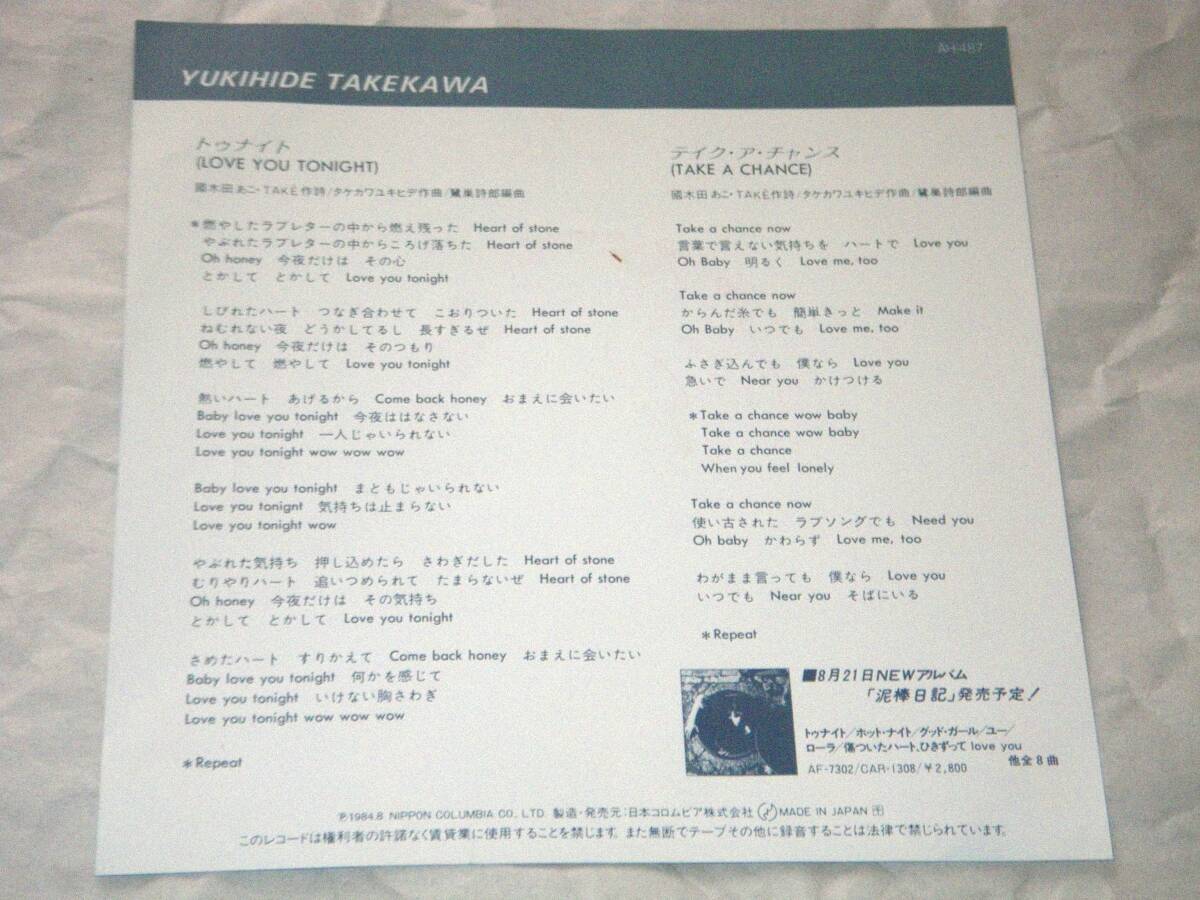 AH-487
YUKIHIDE TAKEKAWA
トゥナイト
(LOVE YOU TONIGHT)
國木田あこ・TAKE作詩/タケカワユキヒデ作曲/鷺巣詩郎編曲
*燃やしたラブレターの中から燃え残った Heart of stone
やぶれたラブレターの中からころげ落ちた Heart of stone
Oh honey 今夜だけは その心
とかして とかして Love you tonight
しびれたハート つなぎ合わせて こおりついた Heart of stone
ねむれない夜 どうかしてるし 長すぎるぜ Heart of stone
Oh honey 今夜だけは そのつもり
燃やして 燃やして Love you tonight
熱いハート あげるから Come back honey おまえに会いたい
Baby love you tonight 今夜ははなさない
Love you tonight 一人じゃいられない
Love you tonight wow wow wow
Baby love you tonight まともじゃいられない
Love you tonignt 気持ちは止まらない
Love you tonight wow
やぶれた気持ち 押し込めたら さわぎだした Heart of stone
むりやりハート 追いつめられて たまらないぜ Heart of stone
Oh honey 今夜だけは その気持ち
とかして とかして Love you tonight
さめたハート すりかえて Come back honey おまえに会いたい
Baby love you tonight 何かを感じて
Love you tonight いけない胸さわぎ
Love you tonight wow wow wow
*Repeat
テイク・ア・チャンス
(TAKE A CHANCE)
國木田あこ・TAKE作詩/タケカワユキヒデ作曲/鷺巣詩郎編曲
Take a chance now
言葉で言えない気持ちを ハートで Love you
Oh Baby 明るく Love me, too
Take a chance now
からんだ糸でも 簡単きっと Make it
Oh Baby いつでも Love me, too
ふさぎ込んでも 僕なら Love you
急いで Near you かけつける
*Take a chance wow baby
Take a chance wow baby
Take a chance
When you feel lonely
Take a chance now
使い古された ラブソングでも Need you
Oh baby かわらず Love me, too
わがまま言っても 僕なら Love you
いつでも Near you そばにいる
*Repeat
■8月21日NEWアルバム
「泥棒日記」発売予定!
トゥナイト/ホット・ナイト/グッド・ガール/ユー/
ローラ/傷ついたハート、ひきずって love you
他全8曲
AF-7302/CAR-1308/¥2,800
℗1984.8 NIPPON COLUMBIA CO., LTD. 製造・発売元:日本コロムビア株式会社 MADE IN JAPAN
このレコードは権利者の許諾なく賃貸業に使用することを禁じます。また無断でテープその他に録音することは法律で禁じられています。